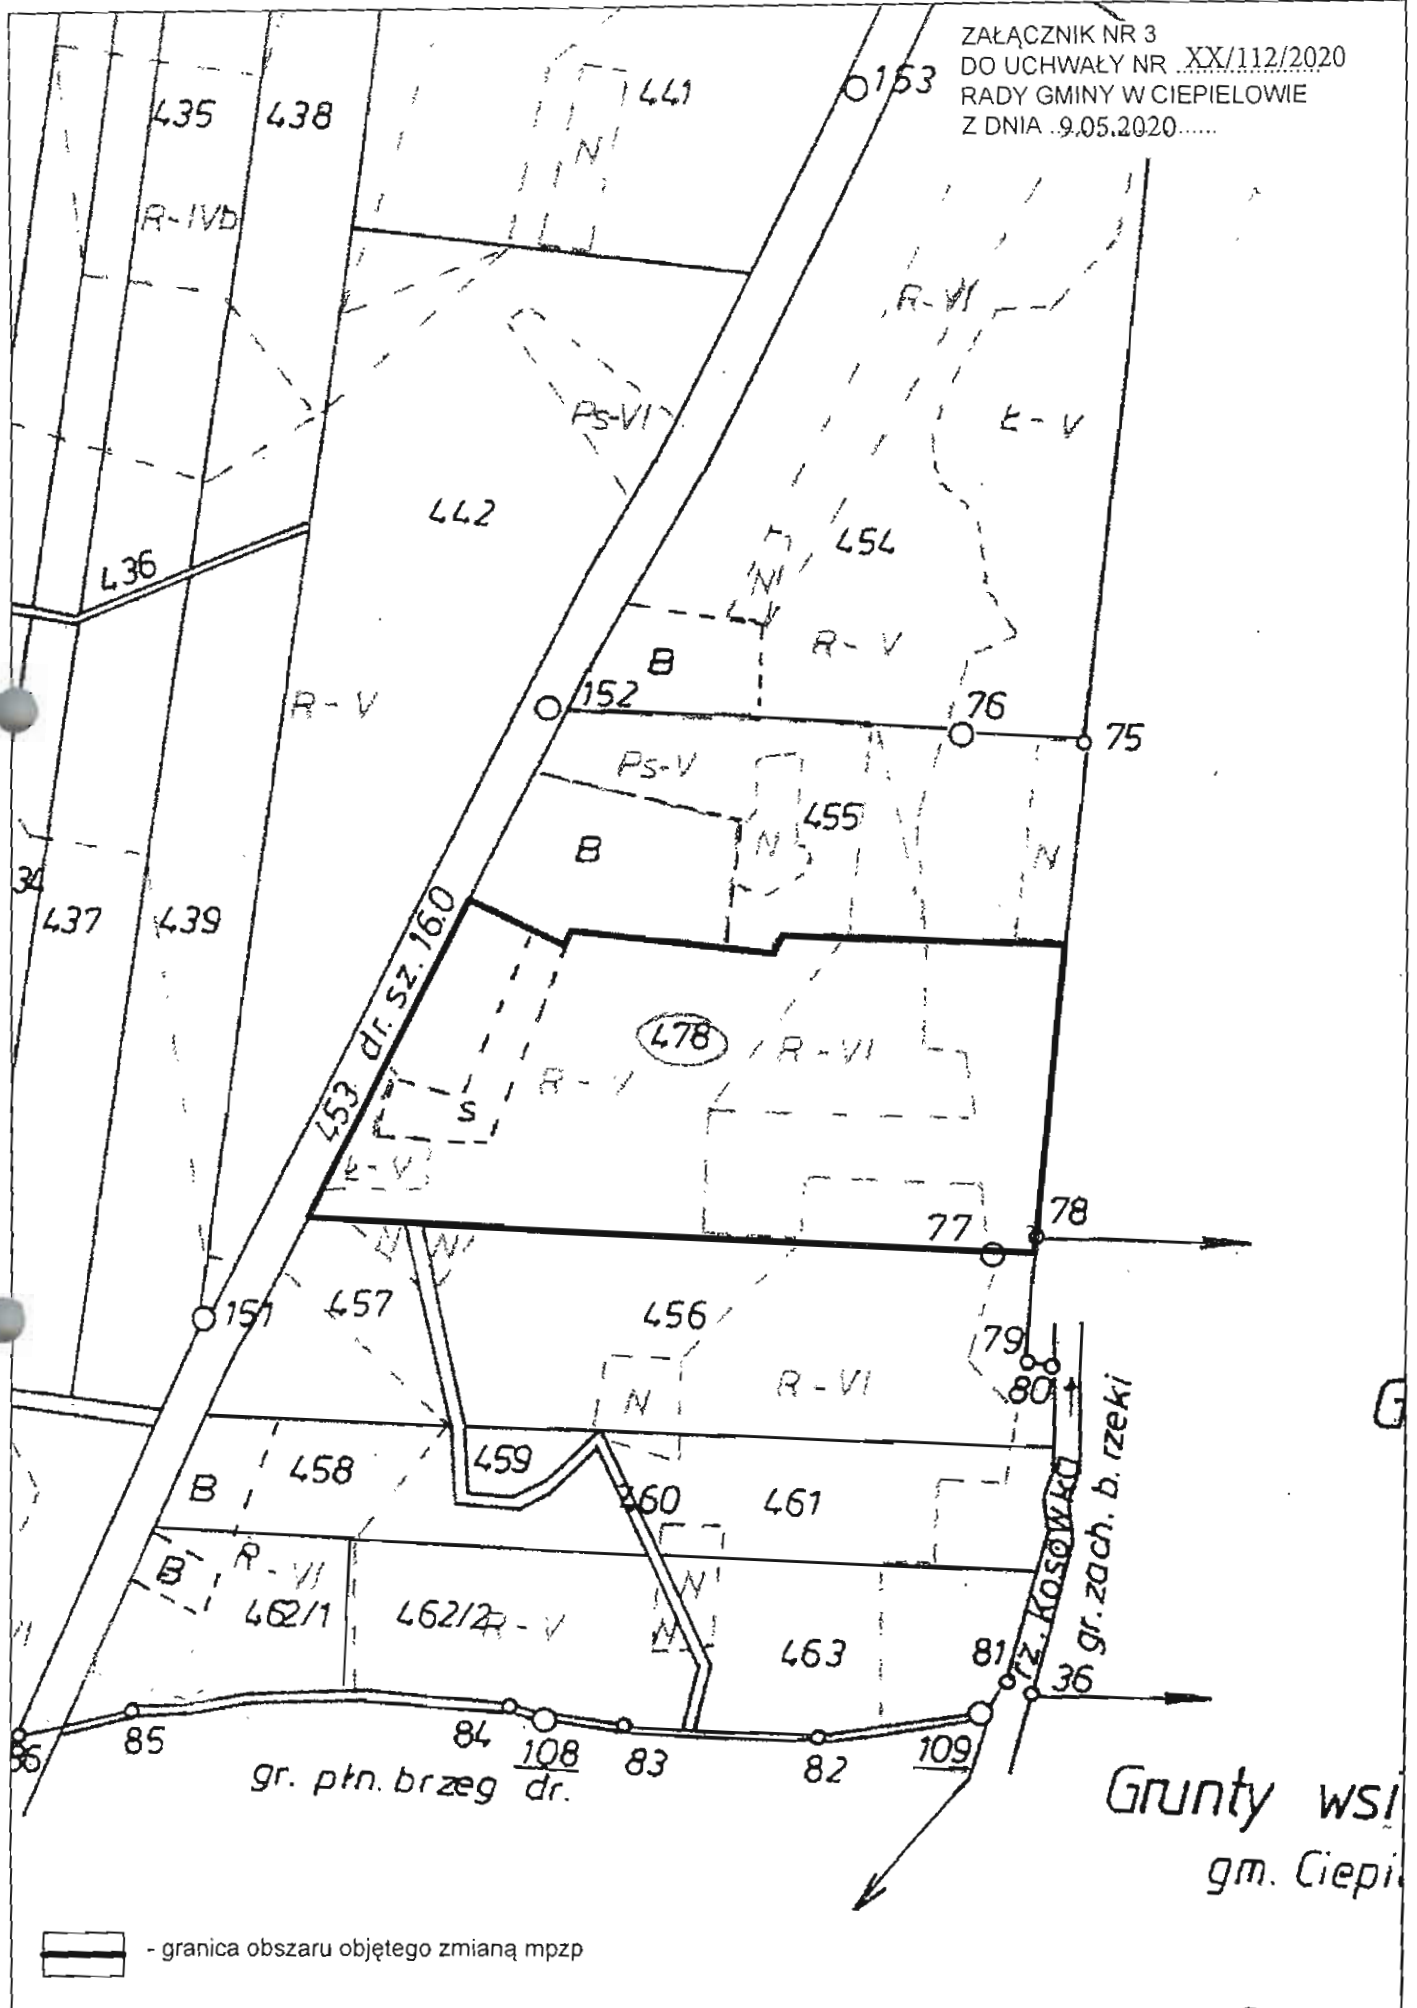 ZAŁĄCZNIK NR 3
DO UCHWAŁY NR XX/112/2020
RADY GMINY W CIEPIELOWIE
Z DNIA 9.05.2020
153
435
438
441
N
R-IVb
R-VI
Ps-VI
Ł-V
442
454
436
N
R-V
B
R-V
152
76
75
Ps-V
455
B
N
N
34
437
439
453 dr. sz. 16.0
478
R-V
R-VI
S
Ł-V
78
77
N
N
151
457
456
79
80
R-VI
N
G
458
459
B
460
461
rz. Kosówka
gr. zach. b. rzeki
B
R-VI
462/1
462/2
R-V
N
N
463
VI
81
36
86
85
84
108
83
82
109
gr. płn. brzeg dr.
Grunty wsi
gm. Ciepi
- granica obszaru objętego zmianą mpzp